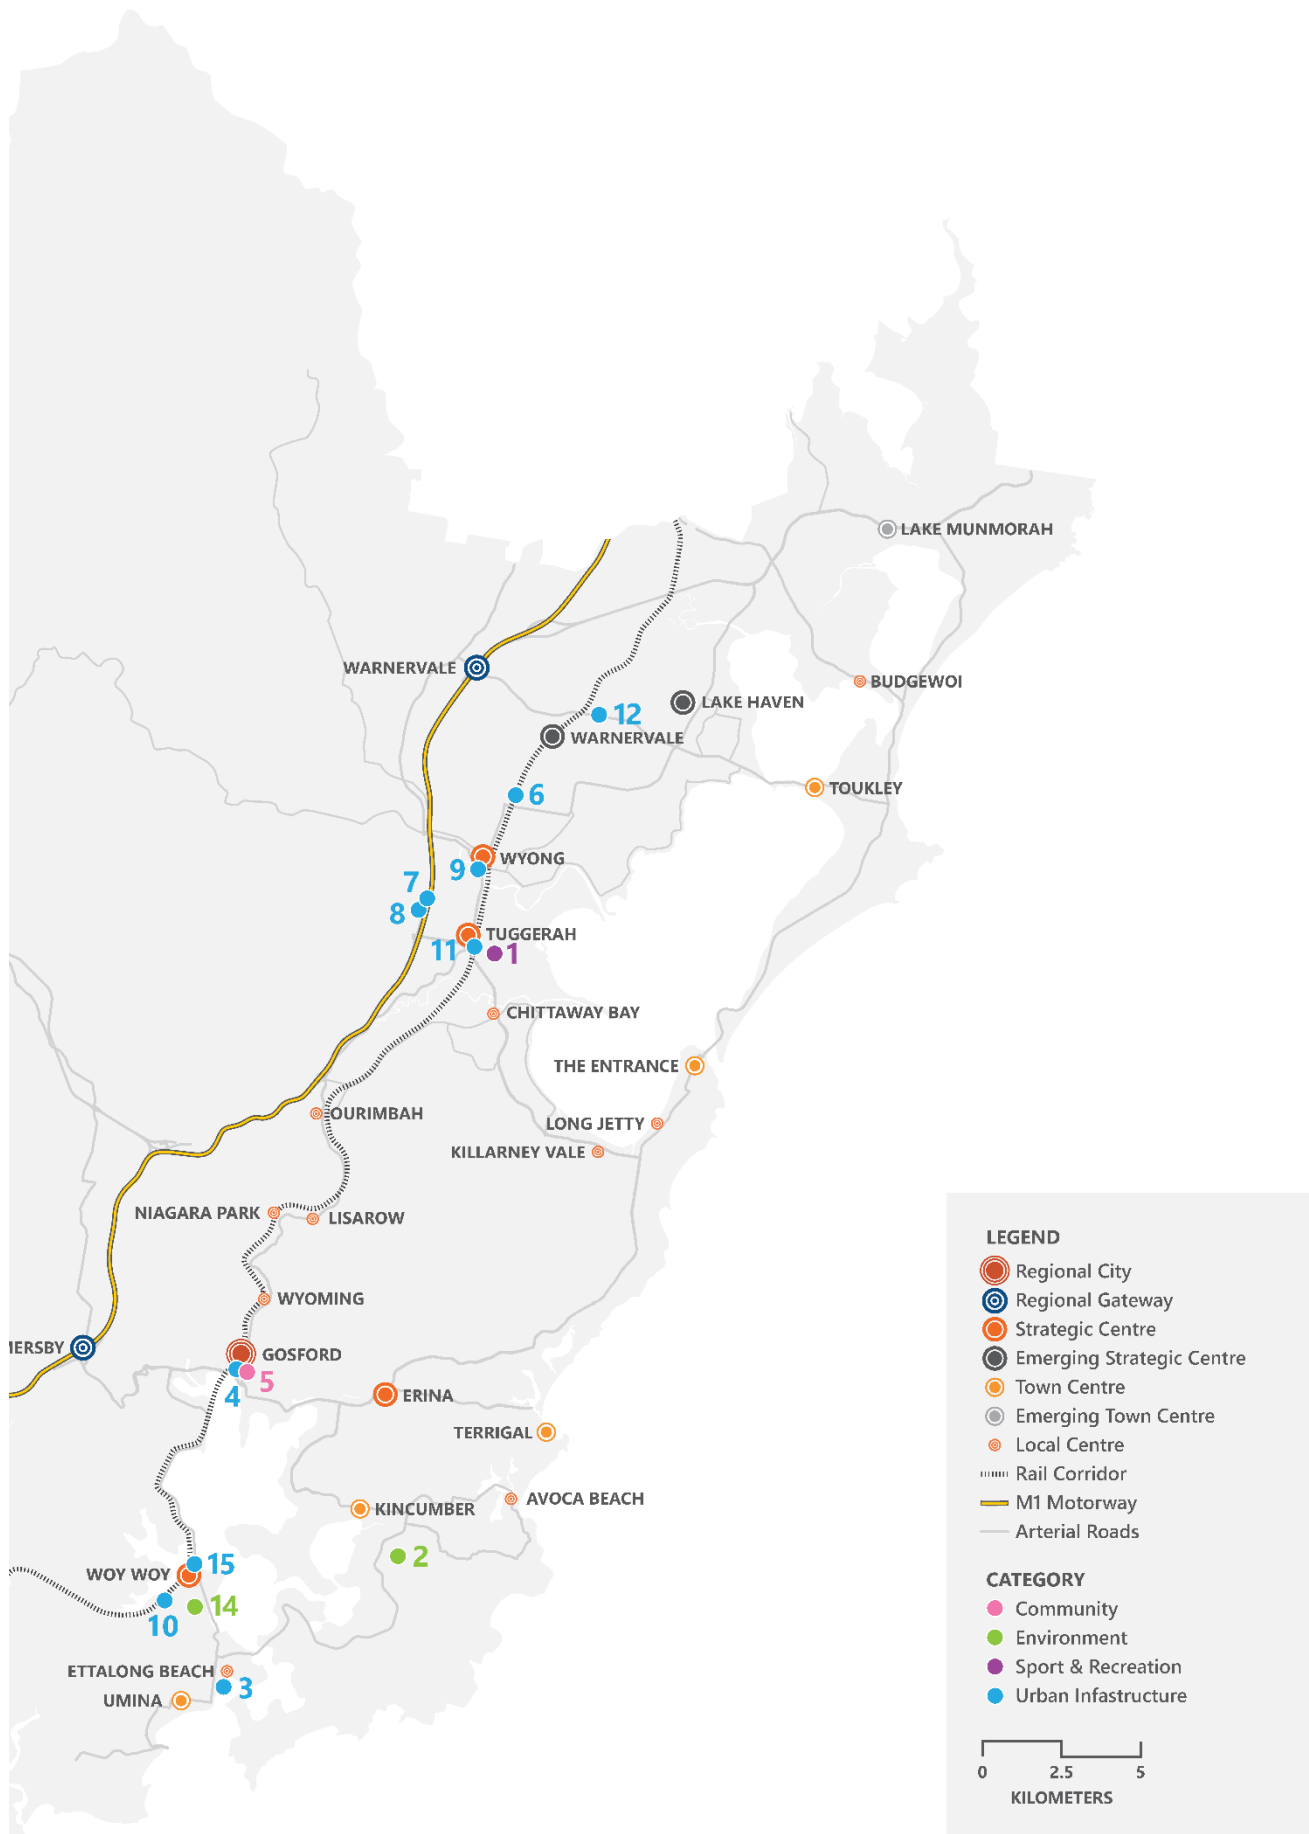 LAKE MUNMORAH
WARNERVALE
BUDGEWOI
LAKE HAVEN
12
WARNERVALE
TOUKLEY
6
WYONG
9
7
8
TUGGERAH
11
1
CHITTAWAY BAY
THE ENTRANCE
OURIMBAH
LONG JETTY
KILLARNEY VALE
NIAGARA PARK
LISAROW
WYOMING
MERSBY
GOSFORD
5
4
ERINA
TERRIGAL
AVOCA BEACH
KINCUMBER
2
15
WOY WOY
14
10
ETTALONG BEACH
3
UMINA
LEGEND
Regional City
Regional Gateway
Strategic Centre
Emerging Strategic Centre
Town Centre
Emerging Town Centre
Local Centre
Rail Corridor
M1 Motorway
Arterial Roads
CATEGORY
Community
Environment
Sport & Recreation
Urban Infastructure
0 2.5 5
KILOMETERS